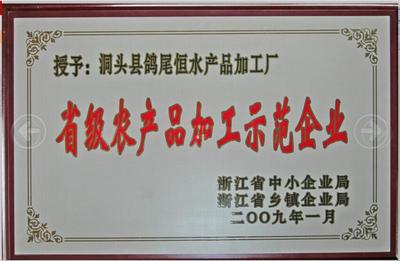 授予：洞头县鸽尾恒水产品加工厂
省级农产品加工示范企业
浙江省中小企业局
浙江省乡镇企业局
二〇〇九年一月